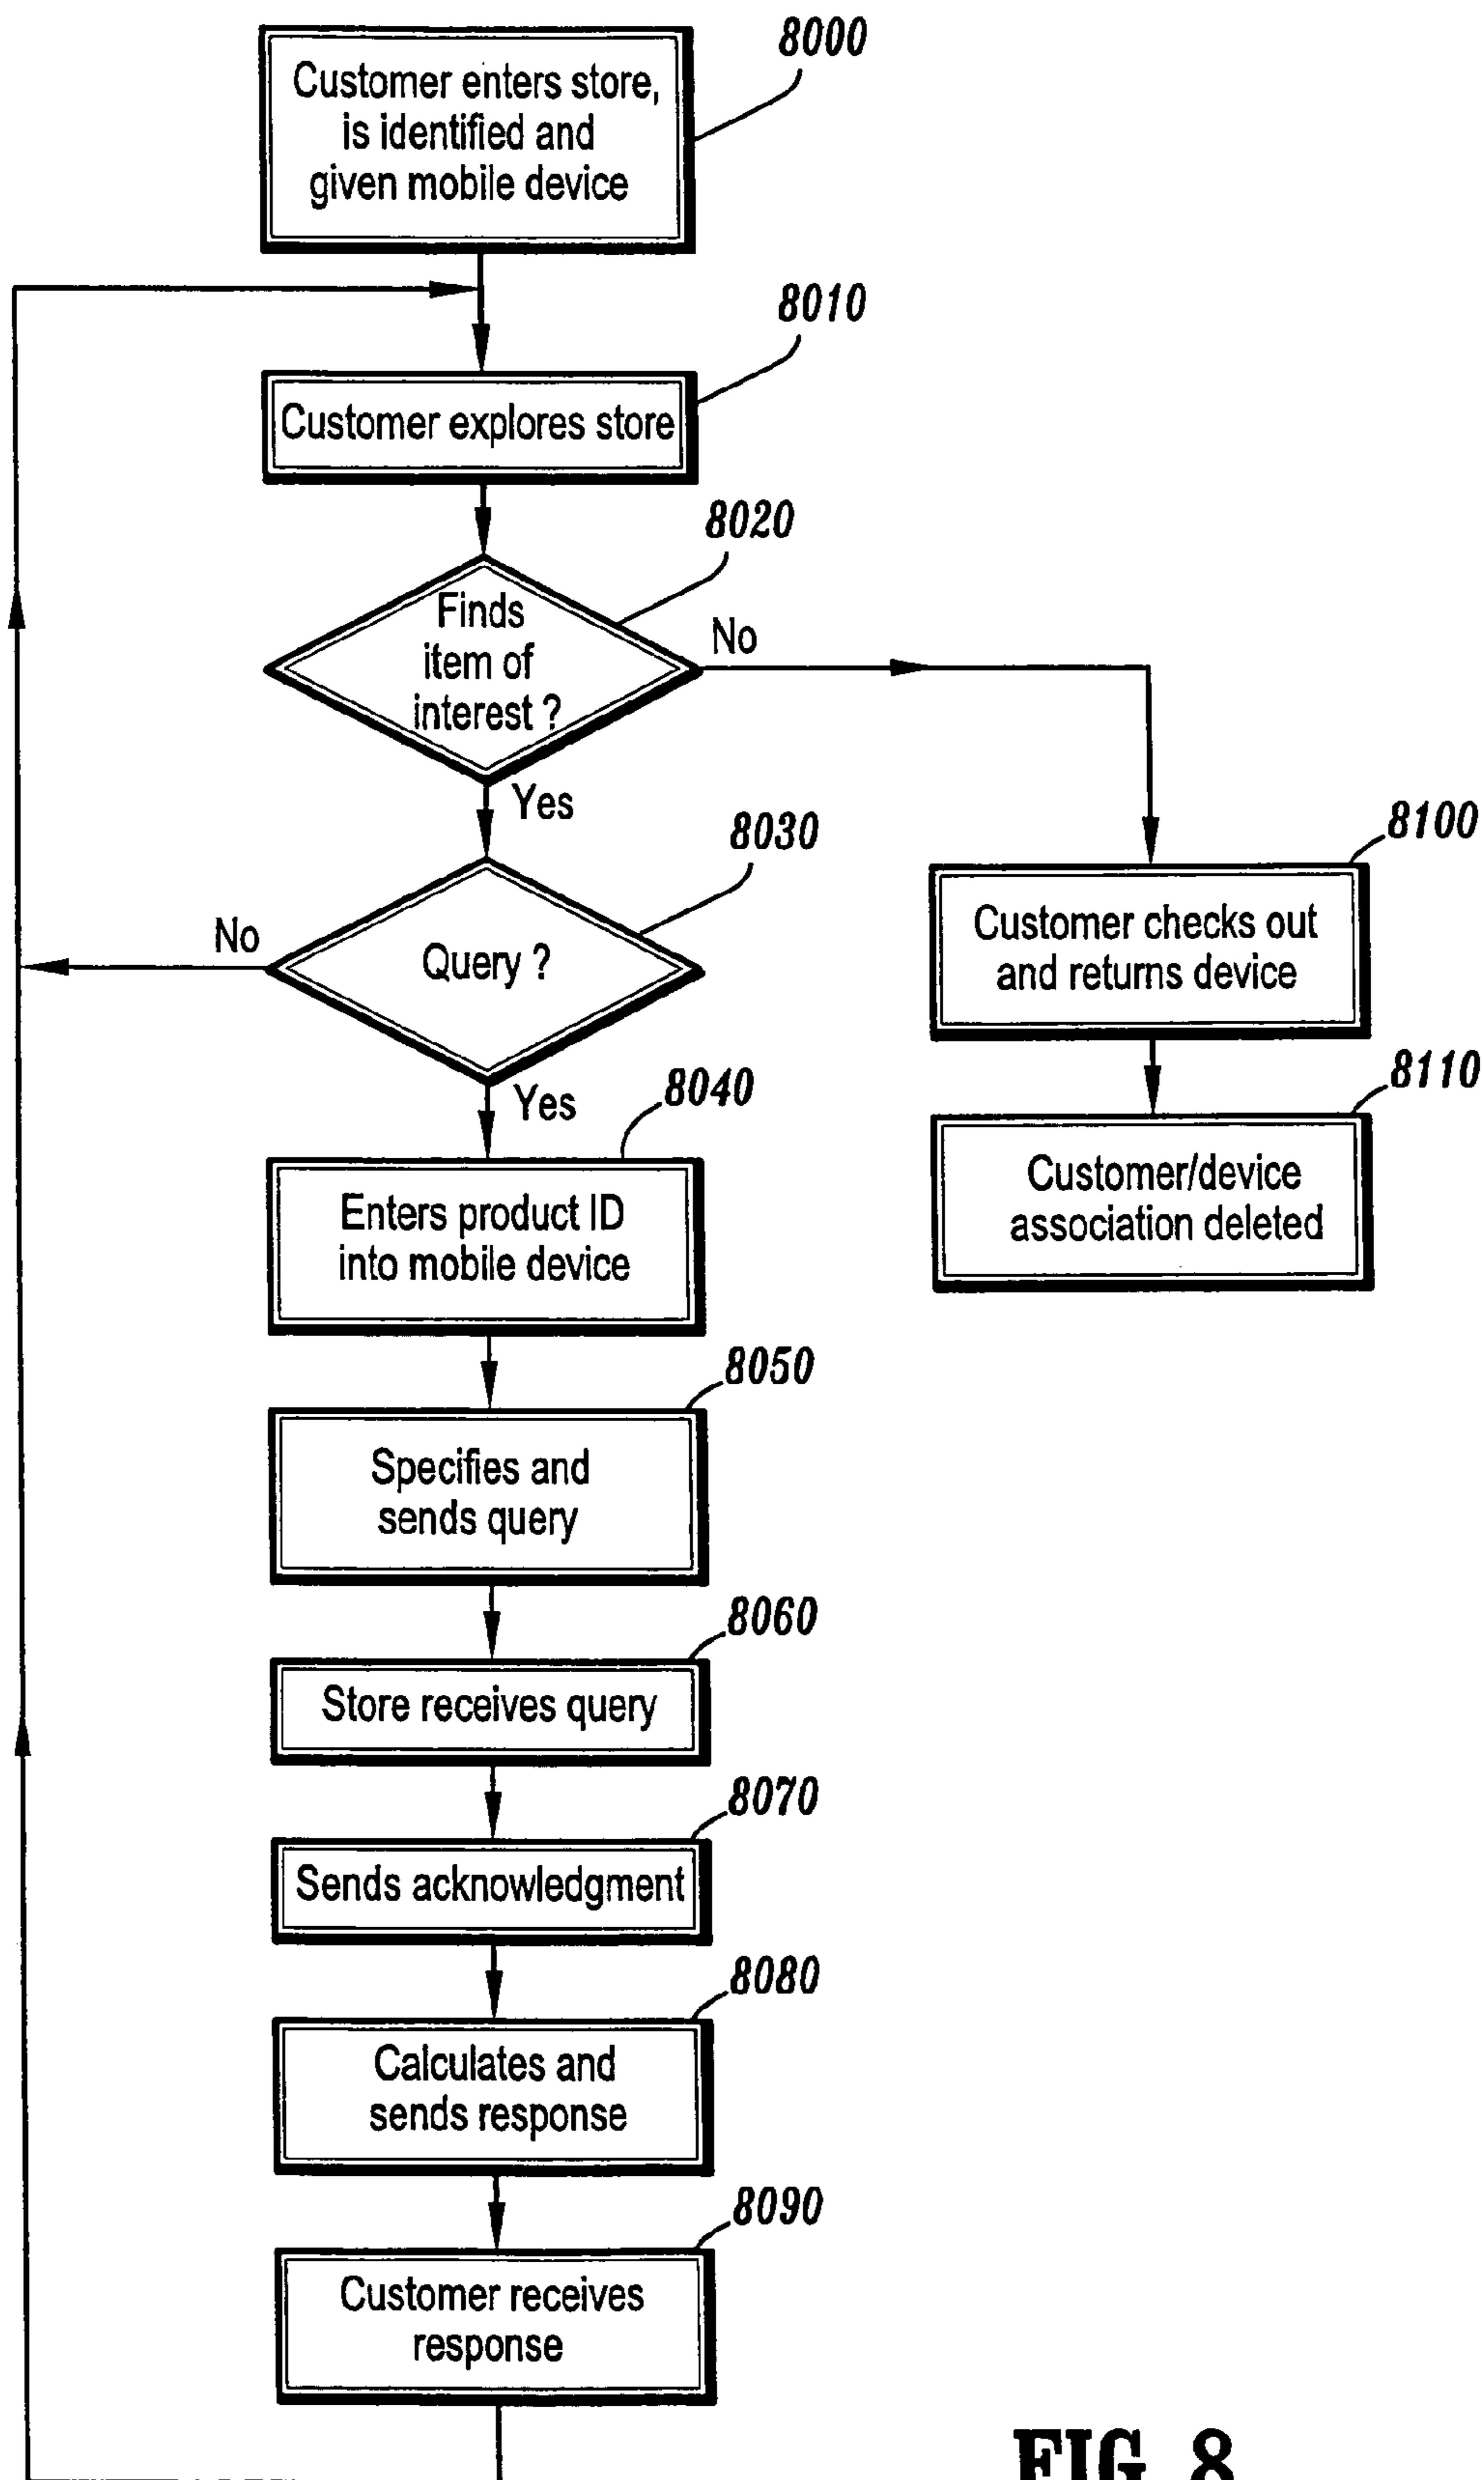 8000
Customer enters store,
is identified and
given mobile device
8010
Customer explores store
8020
Finds
item of
interest ?
No
Yes
8030
Query ?
No
Yes
8040
Enters product ID
into mobile device
8050
Specifies and
sends query
8060
Store receives query
8070
Sends acknowledgment
8080
Calculates and
sends response
8090
Customer receives
response
8100
Customer checks out
and returns device
8110
Customer/device
association deleted
FIG. 8